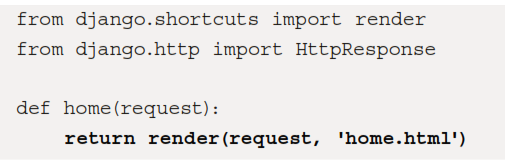 from django.shortcuts import render
from django.http import HttpResponse

def home(request):
    return render(request, 'home.html')